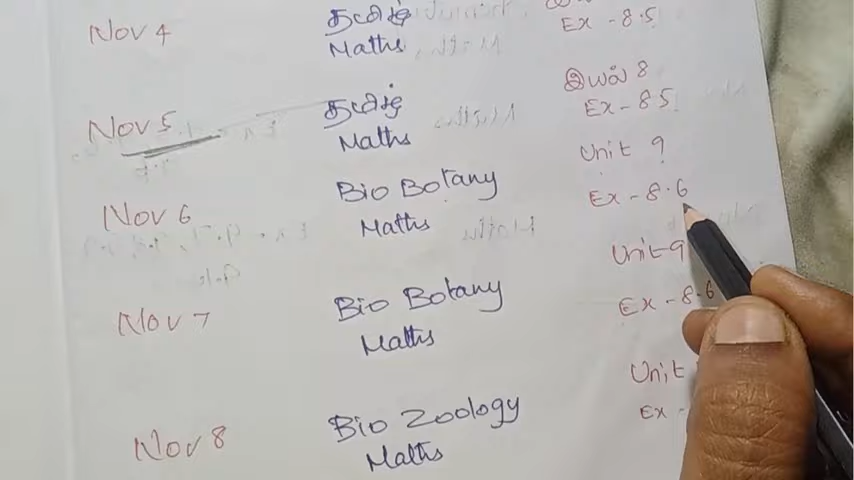 Nov 4 தமிழ்
Maths Ex - 8.5
Nov 5 தமிழ் இயல் 8
Maths Ex - 8.5
Nov 6 Bio Botany Unit 9
Maths Ex - 8.6
Nov 7 Bio Botany Unit - 9
Maths Ex - 8.6
Nov 8 Bio Zoology Unit
Maths Ex -